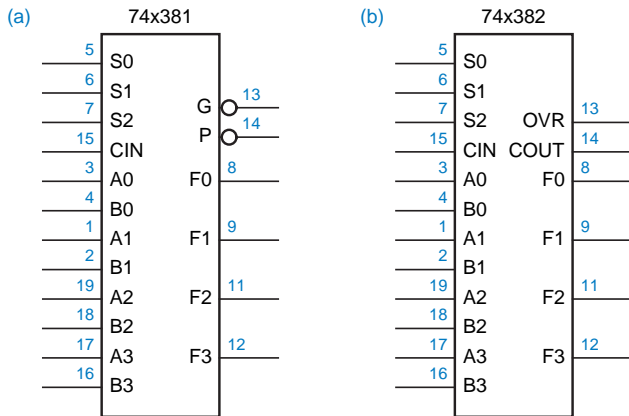 (a)
74x381
5 S0
6 S1
7 S2
15 CIN
3 A0
4 B0
1 A1
2 B1
19 A2
18 B2
17 A3
16 B3
G 13
P 14
F0 8
F1 9
F2 11
F3 12
(b)
74x382
5 S0
6 S1
7 S2
15 CIN
3 A0
4 B0
1 A1
2 B1
19 A2
18 B2
17 A3
16 B3
OVR 13
COUT 14
F0 8
F1 9
F2 11
F3 12